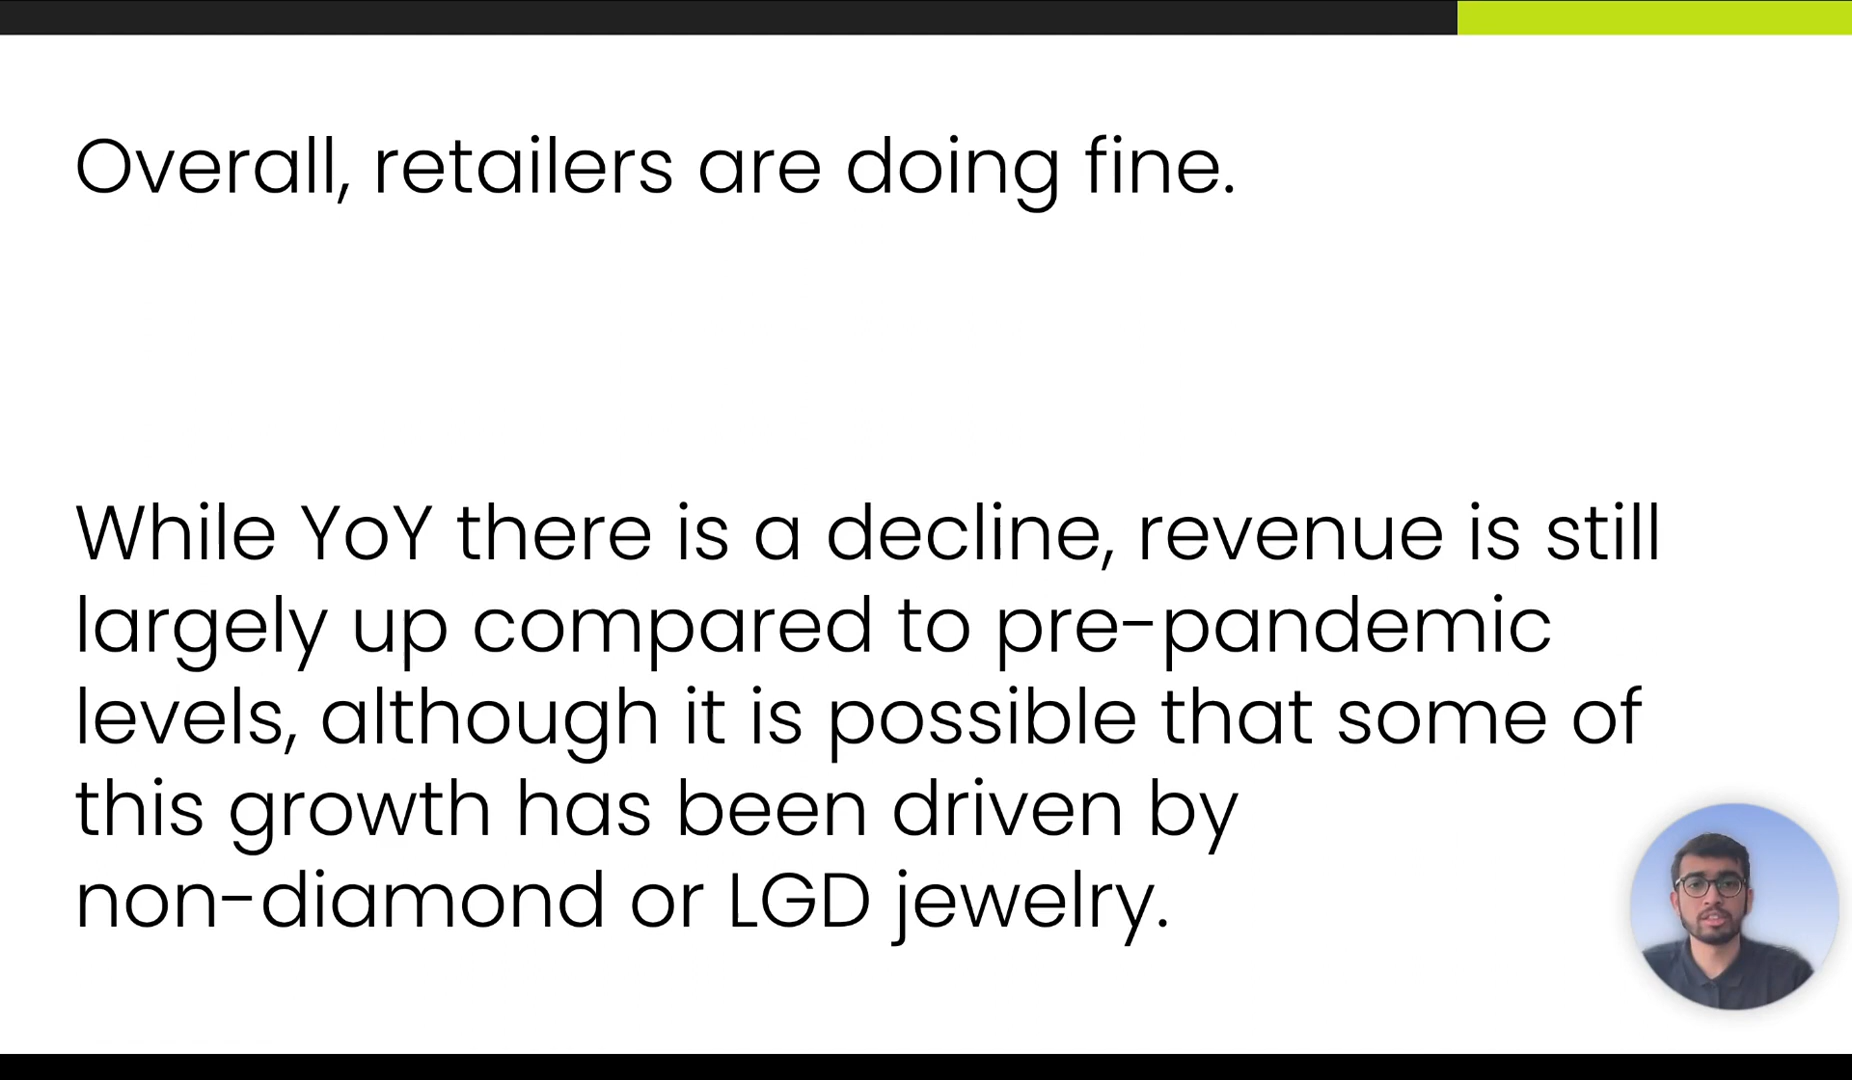 Overall, retailers are doing fine.
While YoY there is a decline, revenue is still
largely up compared to pre-pandemic
levels, although it is possible that some of
this growth has been driven by
non-diamond or LGD jewelry.